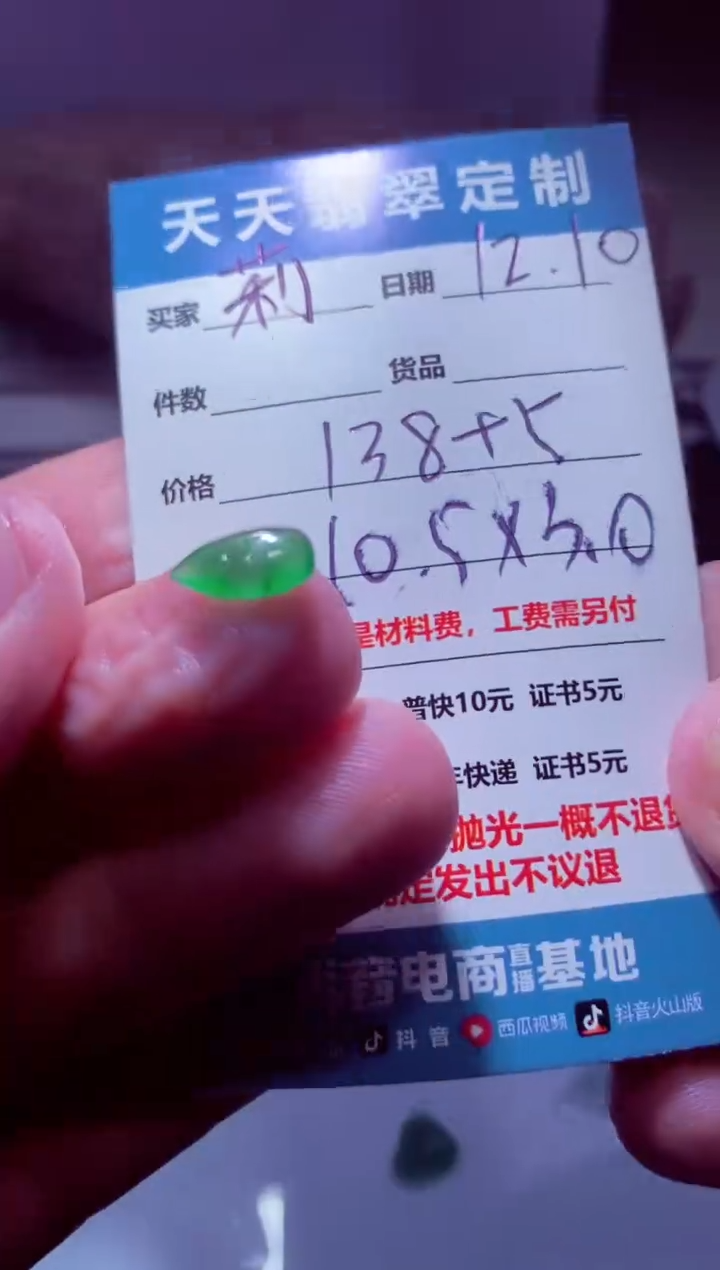 天天翡翠定制
买家 莉 日期 12.10
件数 货品
价格 138+5
10.5×5.0
是材料费，工费需另付
普快10元 证书5元
快递 证书5元
抛光一概不退货
定发出不议退
电商直播基地
抖音 西瓜视频 抖音火山版